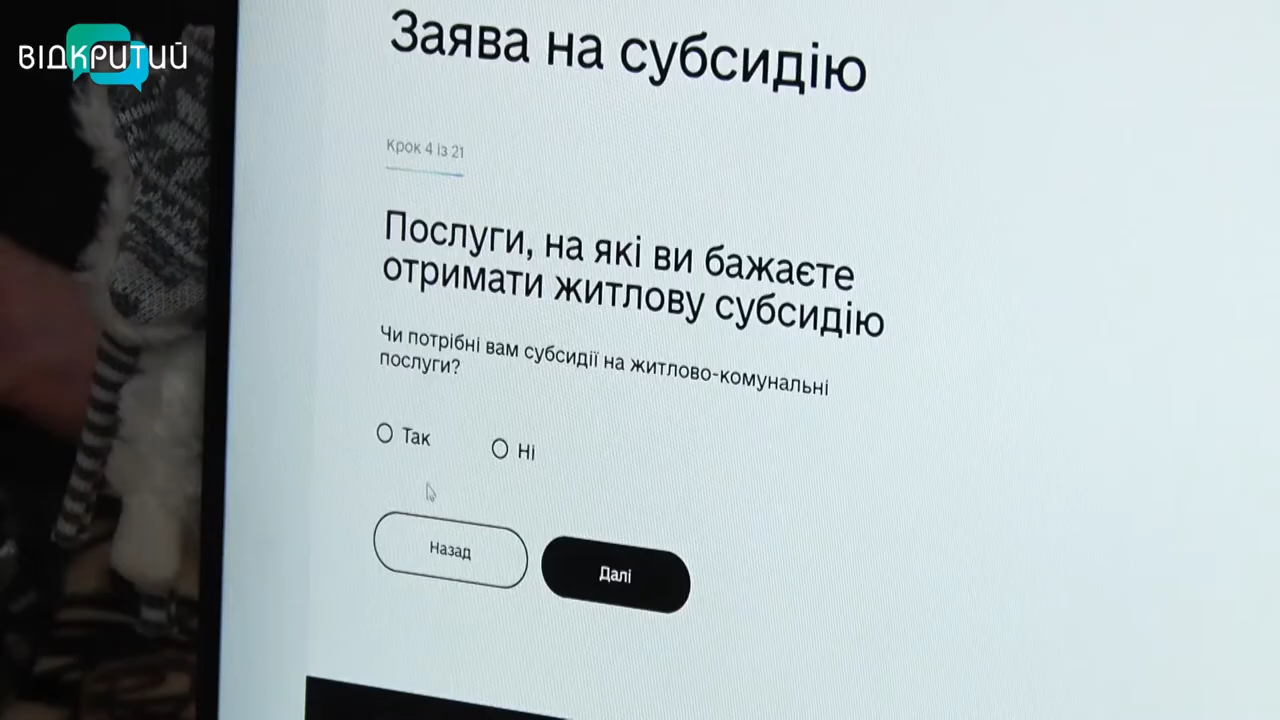 ВІДКРИТИЙ
Заява на субсидію
Крок 4 із 21
Послуги, на які ви бажаєте
отримати житлову субсидію
Чи потрібні вам субсидії на житлово-комунальні
послуги?
Так
Ні
Назад
Далі